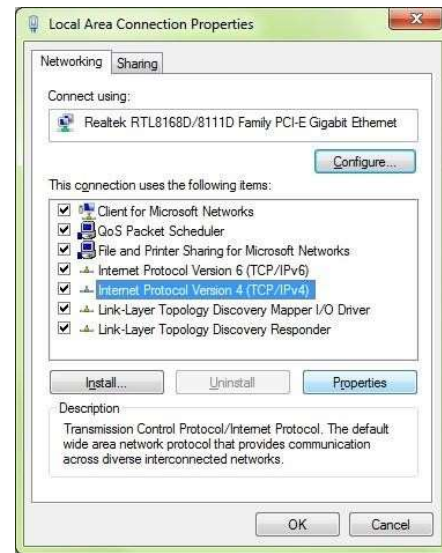 Local Area Connection Properties
Networking
Sharing
Connect using:
Realtek RTL8168D/8111D Family PCI-E Gigabit Ethernet
Configure...
This connection uses the following items:
Client for Microsoft Networks
QoS Packet Scheduler
File and Printer Sharing for Microsoft Networks
Internet Protocol Version 6 (TCP/IPv6)
Internet Protocol Version 4 (TCP/IPv4)
Link-Layer Topology Discovery Mapper I/O Driver
Link-Layer Topology Discovery Responder
Install...
Uninstall
Properties
Description
Transmission Control Protocol/Internet Protocol. The default
wide area network protocol that provides communication
across diverse interconnected networks.
OK
Cancel